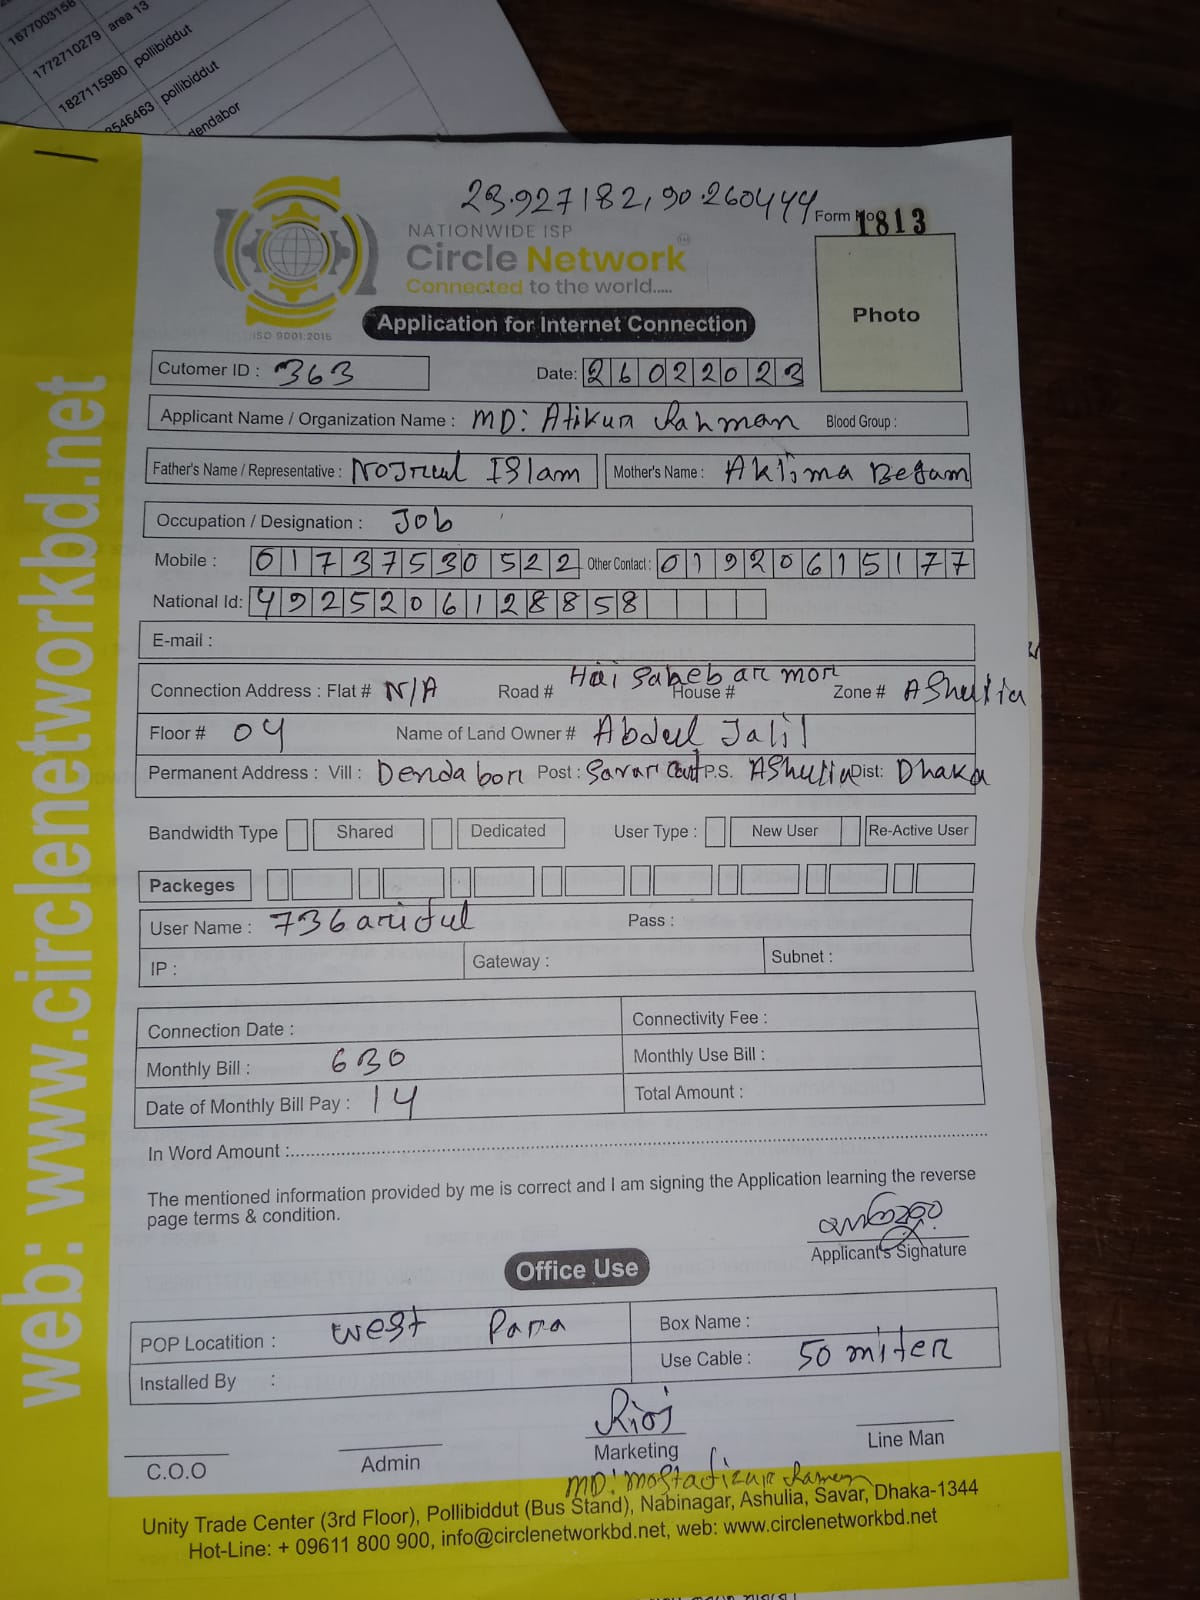 1677003156
1772710279 area 13
1827115980 pollibiddut
2546463 pollibiddut
dendabor
23.927182, 90.260444
Form No 1813
NATIONWIDE ISP
Circle Network
Connected to the world.....
ISO 9001:2015
Application for Internet Connection
Photo
Cutomer ID : 363 Date: 26022023
Applicant Name / Organization Name : MD: Atikur Rahman Blood Group :
Father's Name / Representative : Nojrul Islam Mother's Name : Aktima Begam
Occupation / Designation : Job
Mobile : 01737530522 Other Contact : 01920615177
National Id: 4925206128858
E-mail :
Connection Address : Flat # N/A Road # Hai Sabebar mor House # Zone # AShulia
Floor # 04 Name of Land Owner # Abdul Jalil
Permanent Address : Vill : Dendabor Post : Savar Cant P.S. AShulia Dist: Dhaka
Bandwidth Type Shared Dedicated User Type : New User Re-Active User
Packeges
User Name : 736ariful Pass :
IP : Gateway : Subnet :
Connection Date : Connectivity Fee :
Monthly Bill : 630 Monthly Use Bill :
Date of Monthly Bill Pay : 14 Total Amount :
In Word Amount :
The mentioned information provided by me is correct and I am signing the Application learning the reverse
page terms & condition.
Applicant's Signature
Office Use
POP Locatition : West Para Box Name :
Use Cable : 50 miter
Installed By :
C.O.O Admin Marketing Line Man
MD: Mostafizur Ramen
Unity Trade Center (3rd Floor), Pollibiddut (Bus Stand), Nabinagar, Ashulia, Savar, Dhaka-1344
Hot-Line: + 09611 800 900, info@circlenetworkbd.net, web: www.circlenetworkbd.net
web: www.circlenetworkbd.net